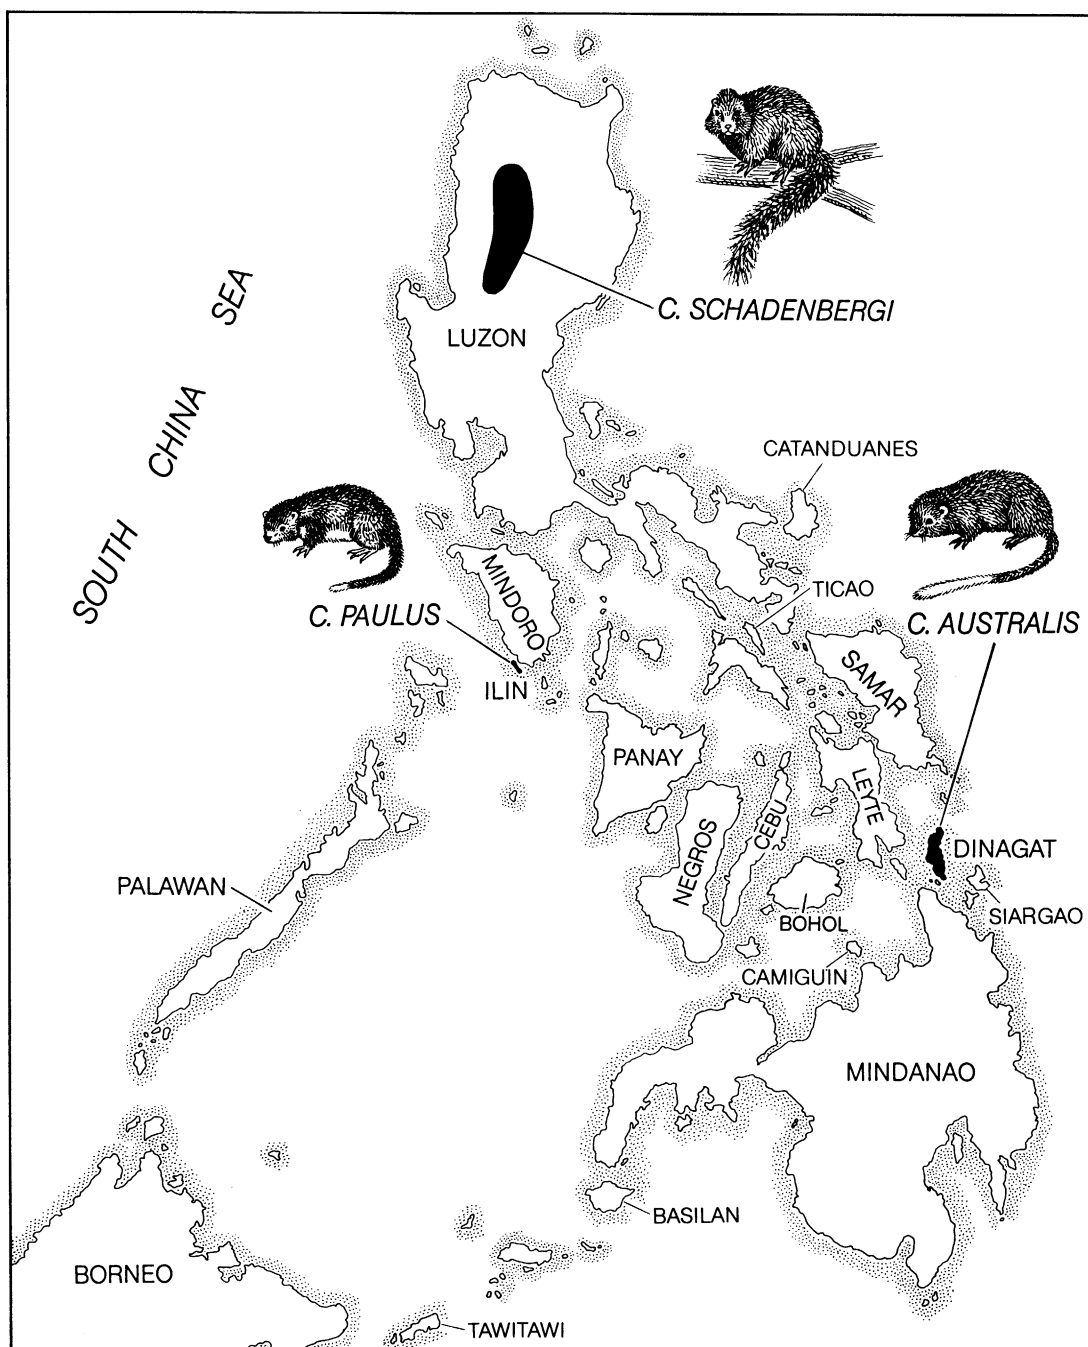 C. SCHADENBERGI
LUZON
SOUTH CHINA SEA
CATANDUANES
TICAO
C. PAULUS
MINDORO
C. AUSTRALIS
ILIN
SAMAR
PANAY
LEYTE
CEBU
NEGROS
DINAGAT
PALAWAN
SIARGAO
BOHOL
CAMIGUIN
MINDANAO
BASILAN
BORNEO
TAWITAWI